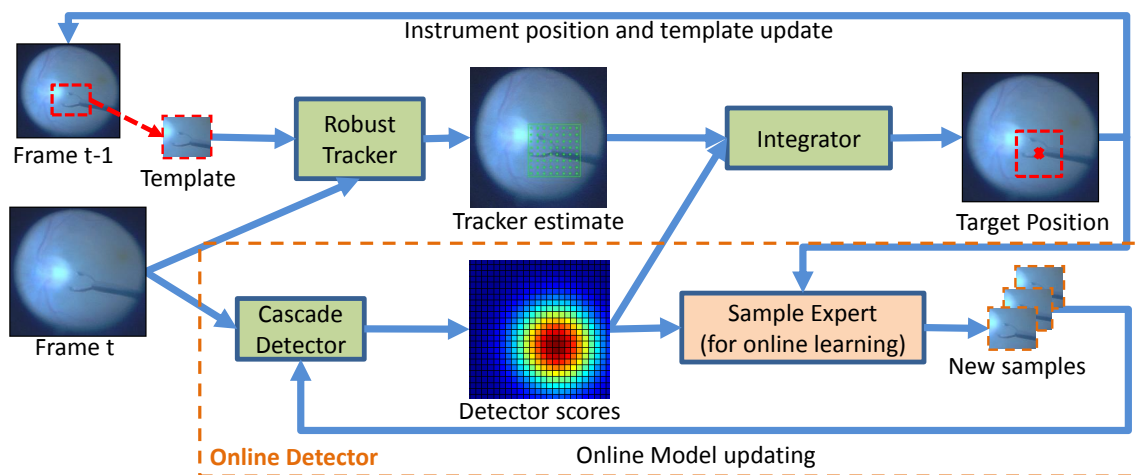 Instrument position and template update
Frame t-1
Template
Robust
Tracker
Tracker estimate
Integrator
Target Position
Frame t
Cascade
Detector
Detector scores
Sample Expert
(for online learning)
New samples
Online Detector
Online Model updating